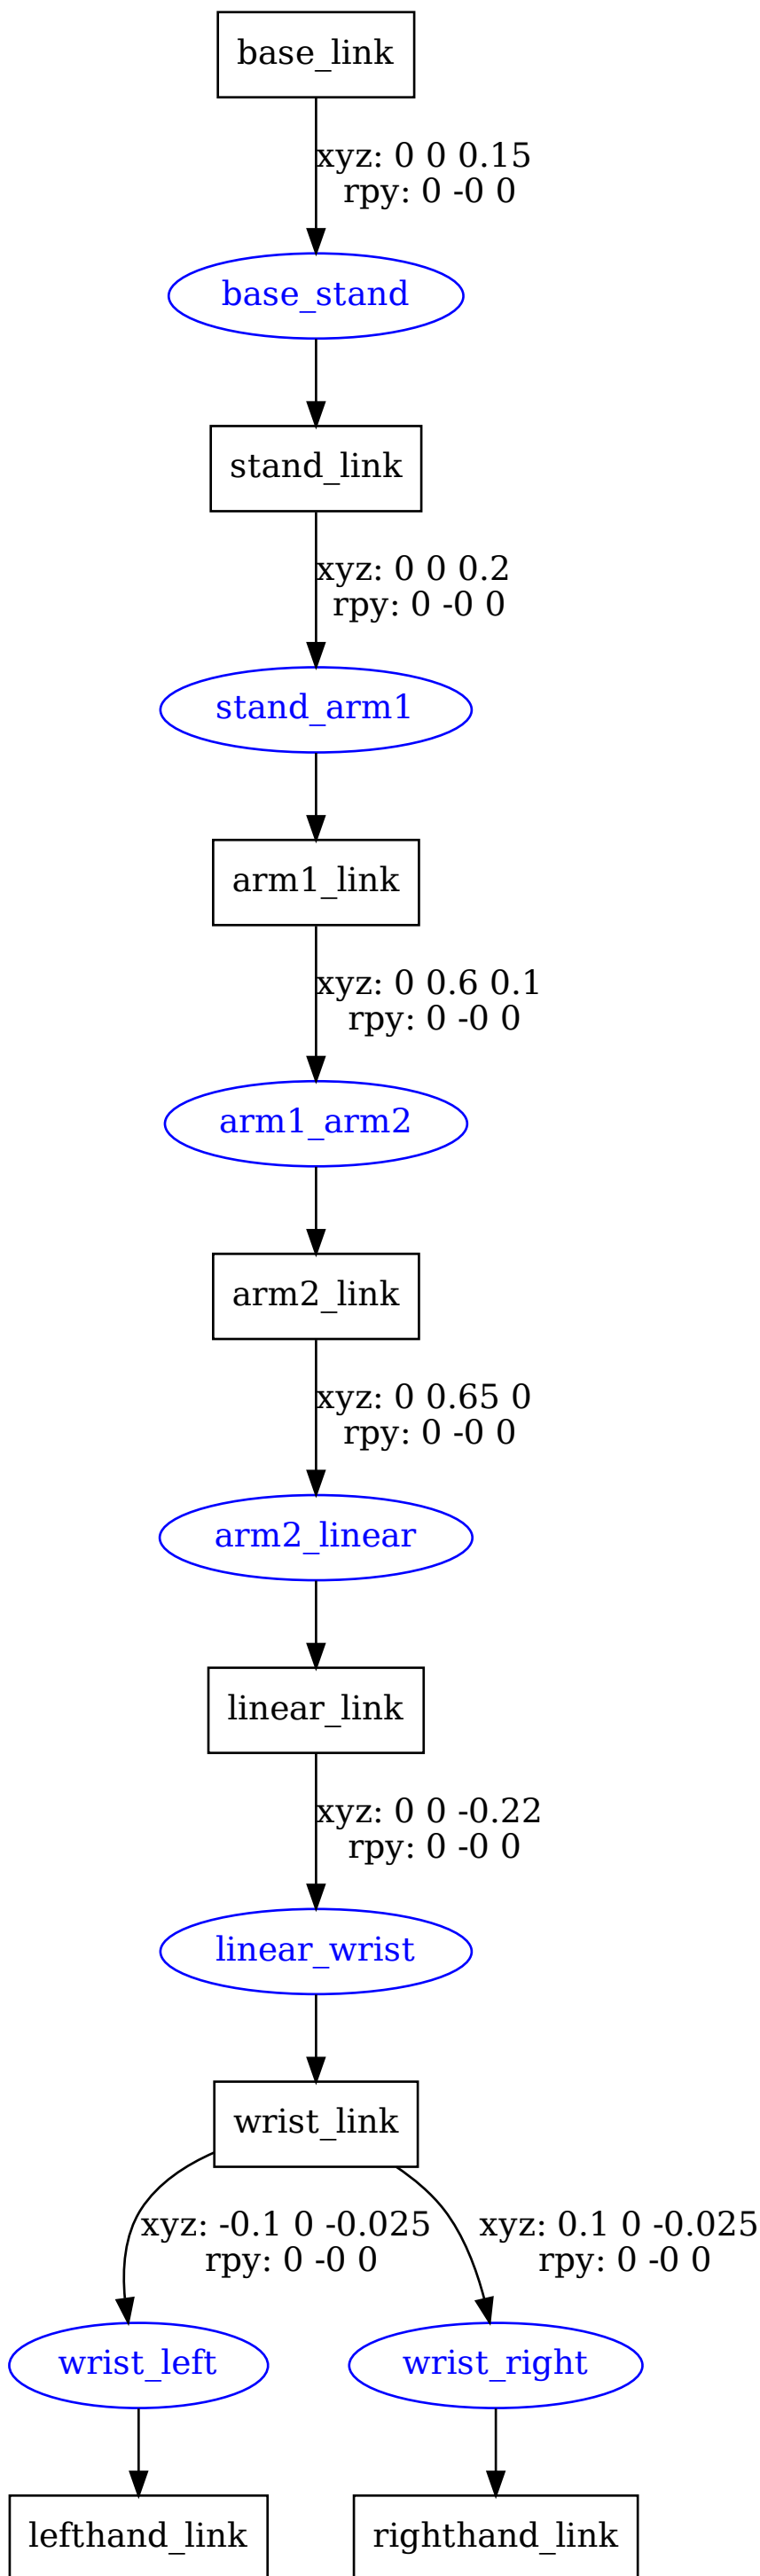 base_link
xyz: 0 0 0.15
rpy: 0 -0 0
base_stand
stand_link
xyz: 0 0 0.2
rpy: 0 -0 0
stand_arm1
arm1_link
xyz: 0 0.6 0.1
rpy: 0 -0 0
arm1_arm2
arm2_link
xyz: 0 0.65 0
rpy: 0 -0 0
arm2_linear
linear_link
xyz: 0 0 -0.22
rpy: 0 -0 0
linear_wrist
wrist_link
xyz: -0.1 0 -0.025
rpy: 0 -0 0
xyz: 0.1 0 -0.025
rpy: 0 -0 0
wrist_left
wrist_right
lefthand_link
righthand_link